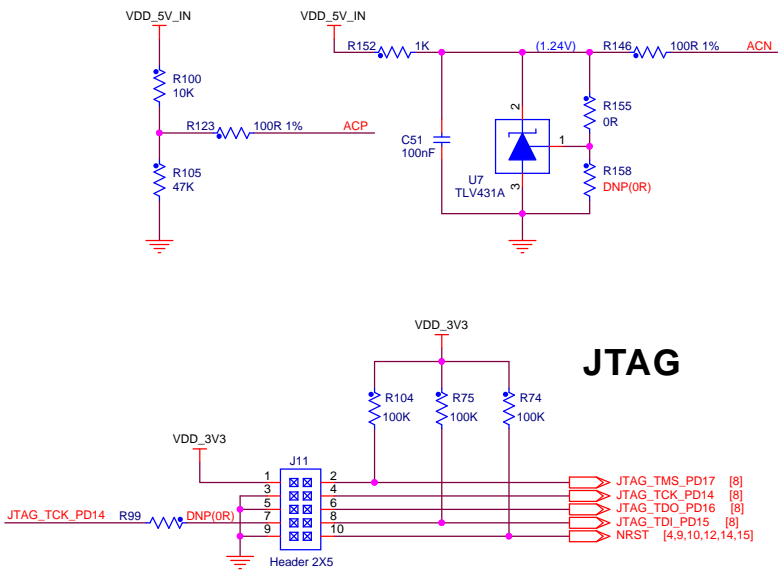 VDD_5V_IN
VDD_5V_IN
R152
1K
(1.24V)
R146
100R 1%
ACN
R100
10K
R123
100R 1%
ACP
R105
47K
C51
100nF
2
1
3
U7
TLV431A
R155
0R
R158
DNP(0R)
VDD_3V3
JTAG
R104
100K
R75
100K
R74
100K
VDD_3V3
J11
1
2
3
4
5
6
7
8
9
10
Header 2X5
JTAG_TCK_PD14
R99
DNP(0R)
JTAG_TMS_PD17 [8]
JTAG_TCK_PD14 [8]
JTAG_TDO_PD16 [8]
JTAG_TDI_PD15 [8]
NRST [4,9,10,12,14,15]